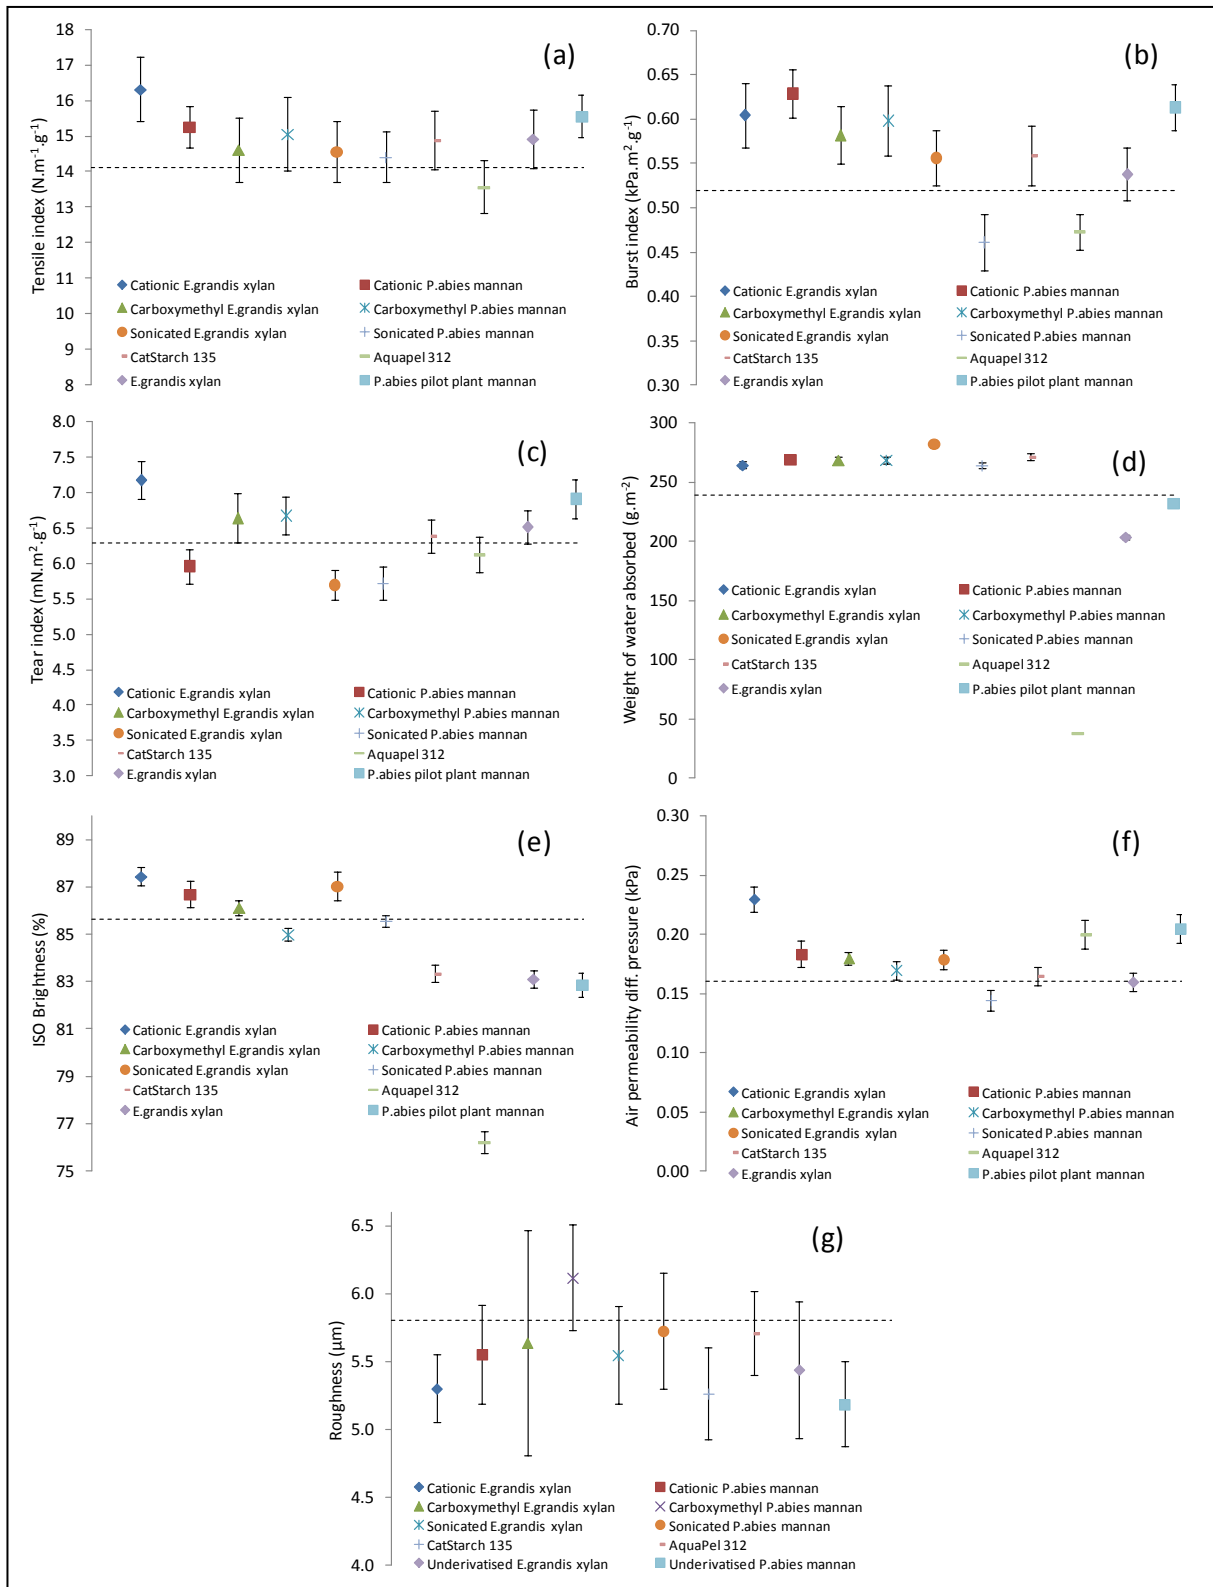 (a)
Tensile index (N.m⁻¹.g⁻¹)
18
17
16
15
14
13
12
11
10
9
8
Cationic E.grandis xylan
Cationic P.abies mannan
Carboxymethyl E.grandis xylan
Carboxymethyl P.abies mannan
Sonicated E.grandis xylan
Sonicated P.abies mannan
CatStarch 135
Aquapel 312
E.grandis xylan
P.abies pilot plant mannan
(b)
Burst index (kPa.m².g⁻¹)
0.70
0.65
0.60
0.55
0.50
0.45
0.40
0.35
0.30
Cationic E.grandis xylan
Cationic P.abies mannan
Carboxymethyl E.grandis xylan
Carboxymethyl P.abies mannan
Sonicated E.grandis xylan
Sonicated P.abies mannan
CatStarch 135
Aquapel 312
E.grandis xylan
P.abies pilot plant mannan
(c)
Tear index (mN.m².g⁻¹)
8.0
7.5
7.0
6.5
6.0
5.5
5.0
4.5
4.0
3.5
3.0
Cationic E.grandis xylan
Cationic P.abies mannan
Carboxymethyl E.grandis xylan
Carboxymethyl P.abies mannan
Sonicated E.grandis xylan
Sonicated P.abies mannan
CatStarch 135
Aquapel 312
E.grandis xylan
P.abies pilot plant mannan
(d)
Weight of water absorbed (g.m⁻²)
300
250
200
150
100
50
0
Cationic E.grandis xylan
Cationic P.abies mannan
Carboxymethyl E.grandis xylan
Carboxymethyl P.abies mannan
Sonicated E.grandis xylan
Sonicated P.abies mannan
CatStarch 135
Aquapel 312
E.grandis xylan
P.abies pilot plant mannan
(e)
ISO Brightness (%)
89
87
85
83
81
79
77
75
Cationic E.grandis xylan
Cationic P.abies mannan
Carboxymethyl E.grandis xylan
Carboxymethyl P.abies mannan
Sonicated E.grandis xylan
Sonicated P.abies mannan
CatStarch 135
Aquapel 312
E.grandis xylan
P.abies pilot plant mannan
(f)
Air permeability diff. pressure (kPa)
0.30
0.25
0.20
0.15
0.10
0.05
0.00
Cationic E.grandis xylan
Cationic P.abies mannan
Carboxymethyl E.grandis xylan
Carboxymethyl P.abies mannan
Sonicated E.grandis xylan
Sonicated P.abies mannan
CatStarch 135
Aquapel 312
E.grandis xylan
P.abies pilot plant mannan
(g)
Roughness (µm)
6.5
6.0
5.5
5.0
4.5
4.0
Cationic E.grandis xylan
Cationic P.abies mannan
Carboxymethyl E.grandis xylan
Carboxymethyl P.abies mannan
Sonicated E.grandis xylan
Sonicated P.abies mannan
CatStarch 135
AquaPel 312
Underivatised E.grandis xylan
Underivatised P.abies mannan